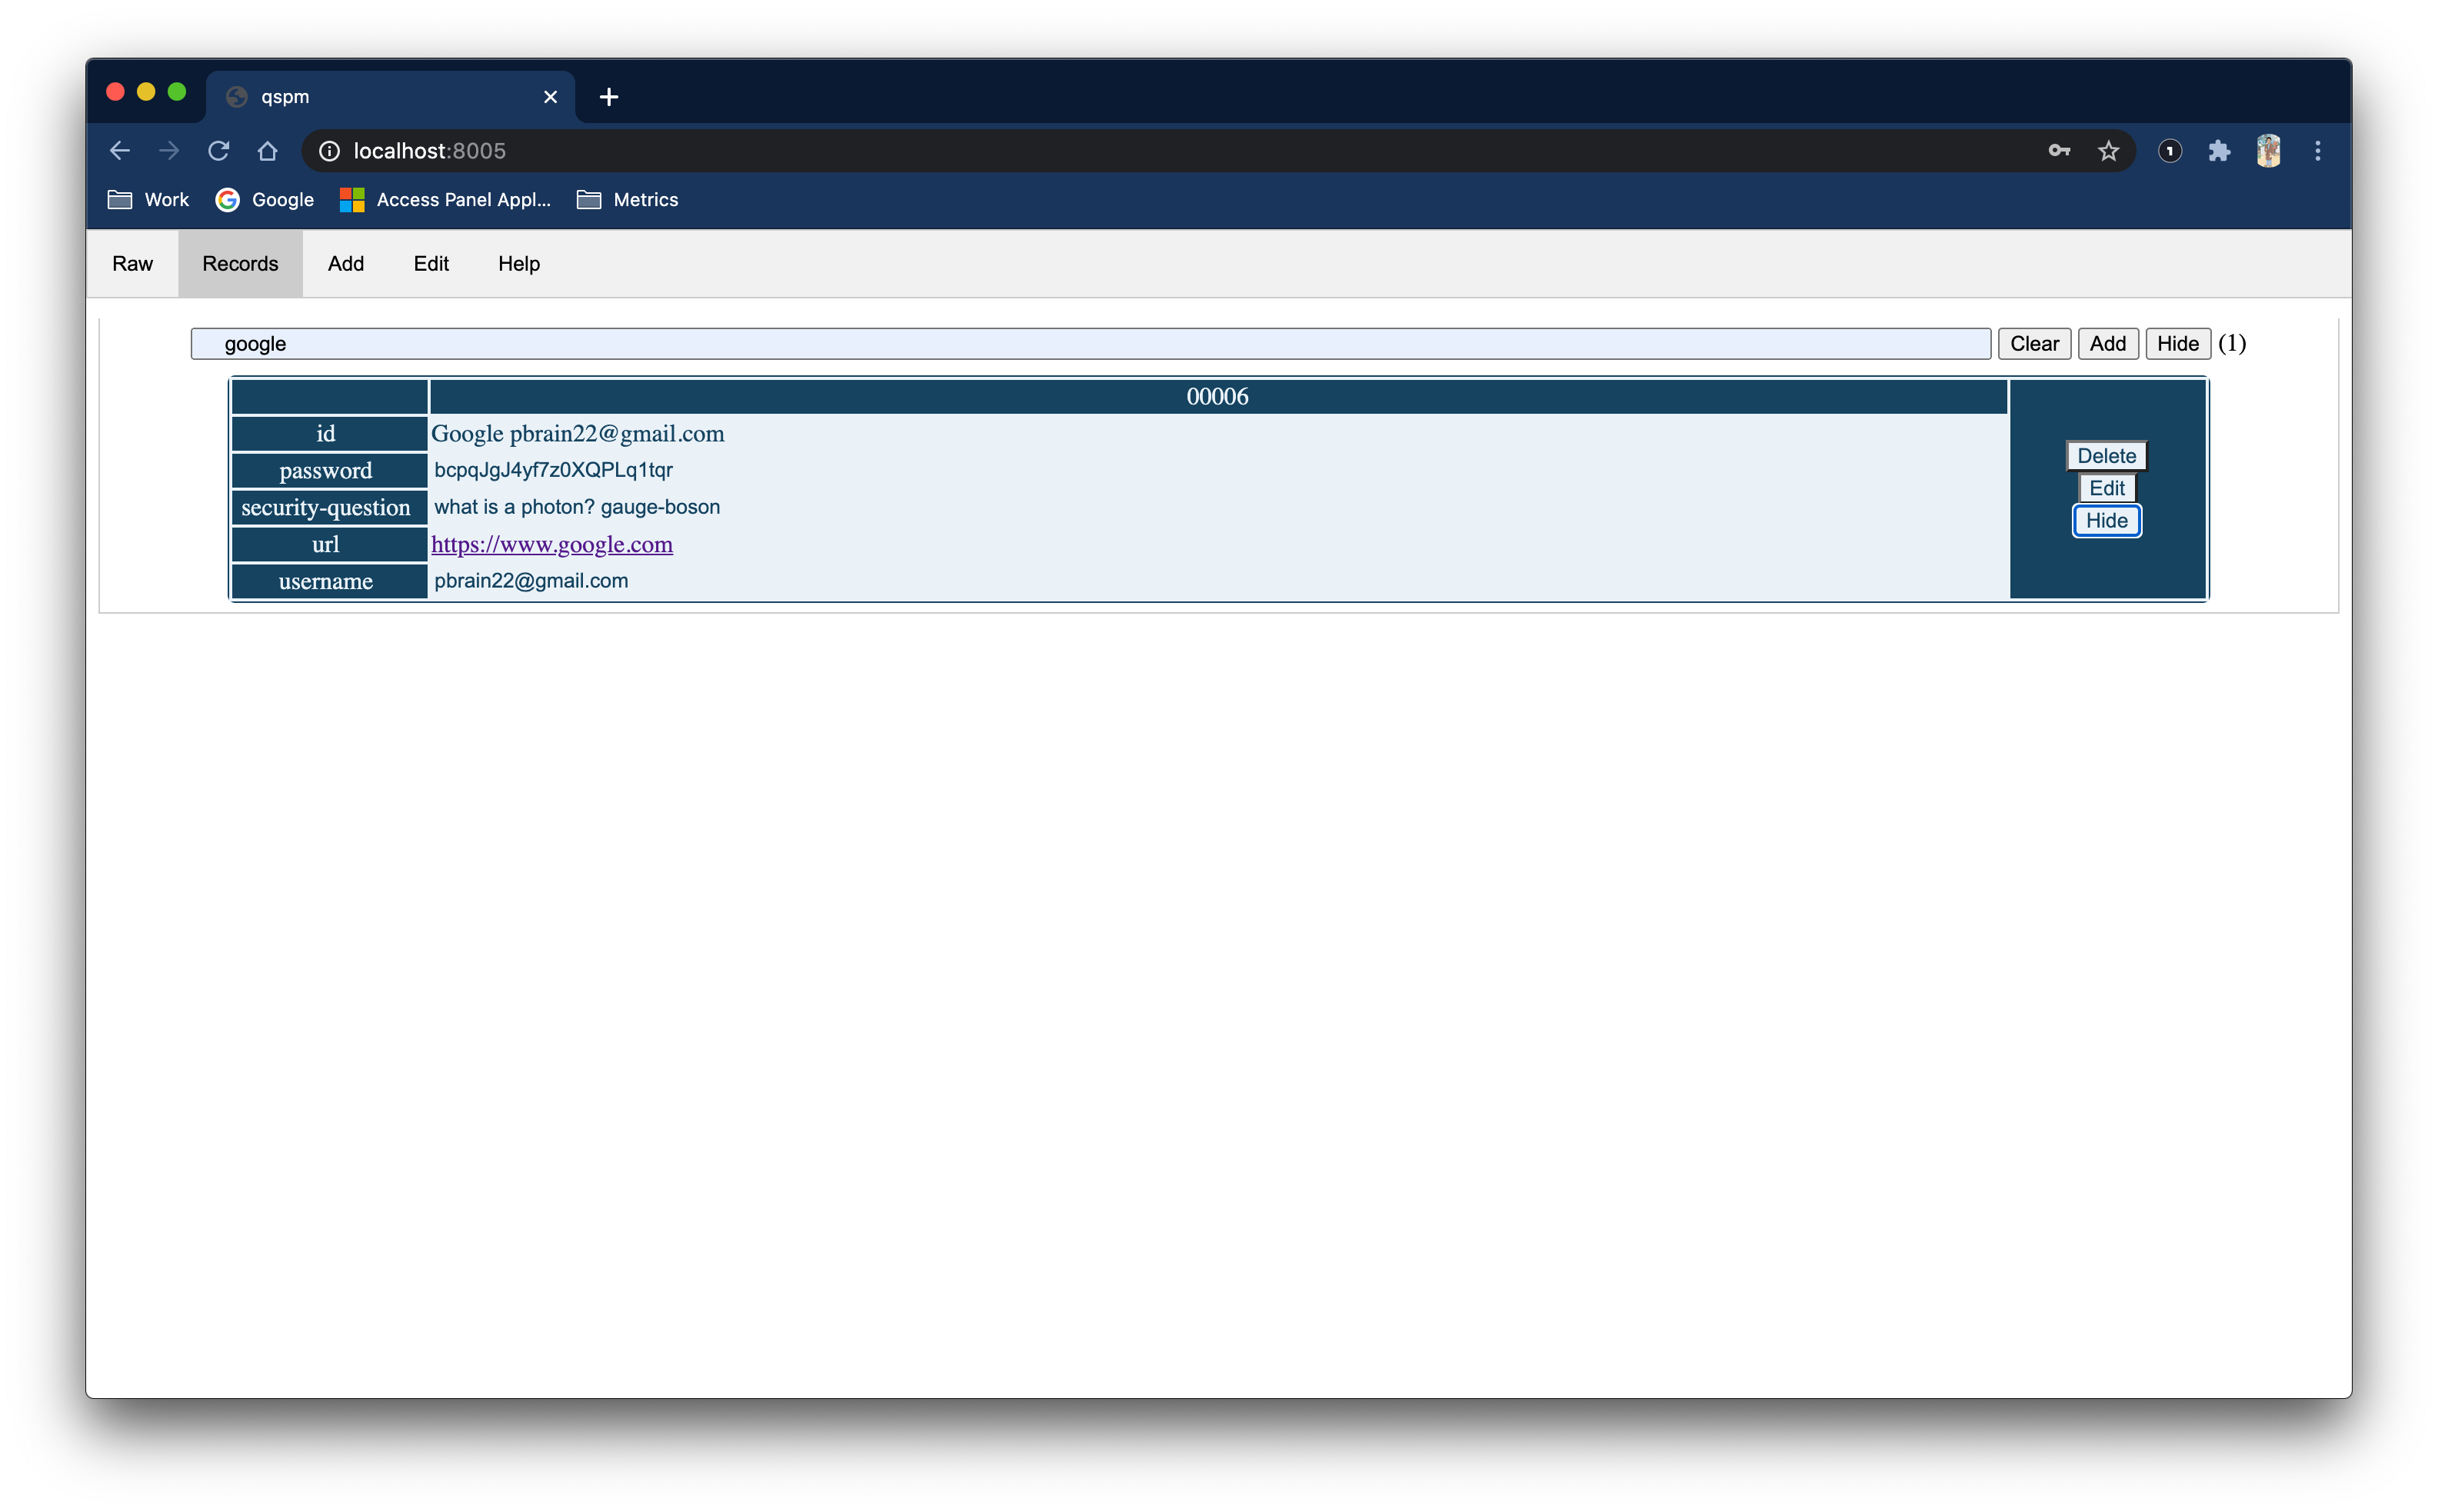 qspm
localhost:8005
Work Google Access Panel Appl... Metrics
Raw Records Add Edit Help
google Clear Add Hide (1)
00006
id Google pbrain22@gmail.com
password bcpqJgJ4yf7z0XQPLq1tqr
security-question what is a photon? gauge-boson
url https://www.google.com
username pbrain22@gmail.com
Delete
Edit
Hide